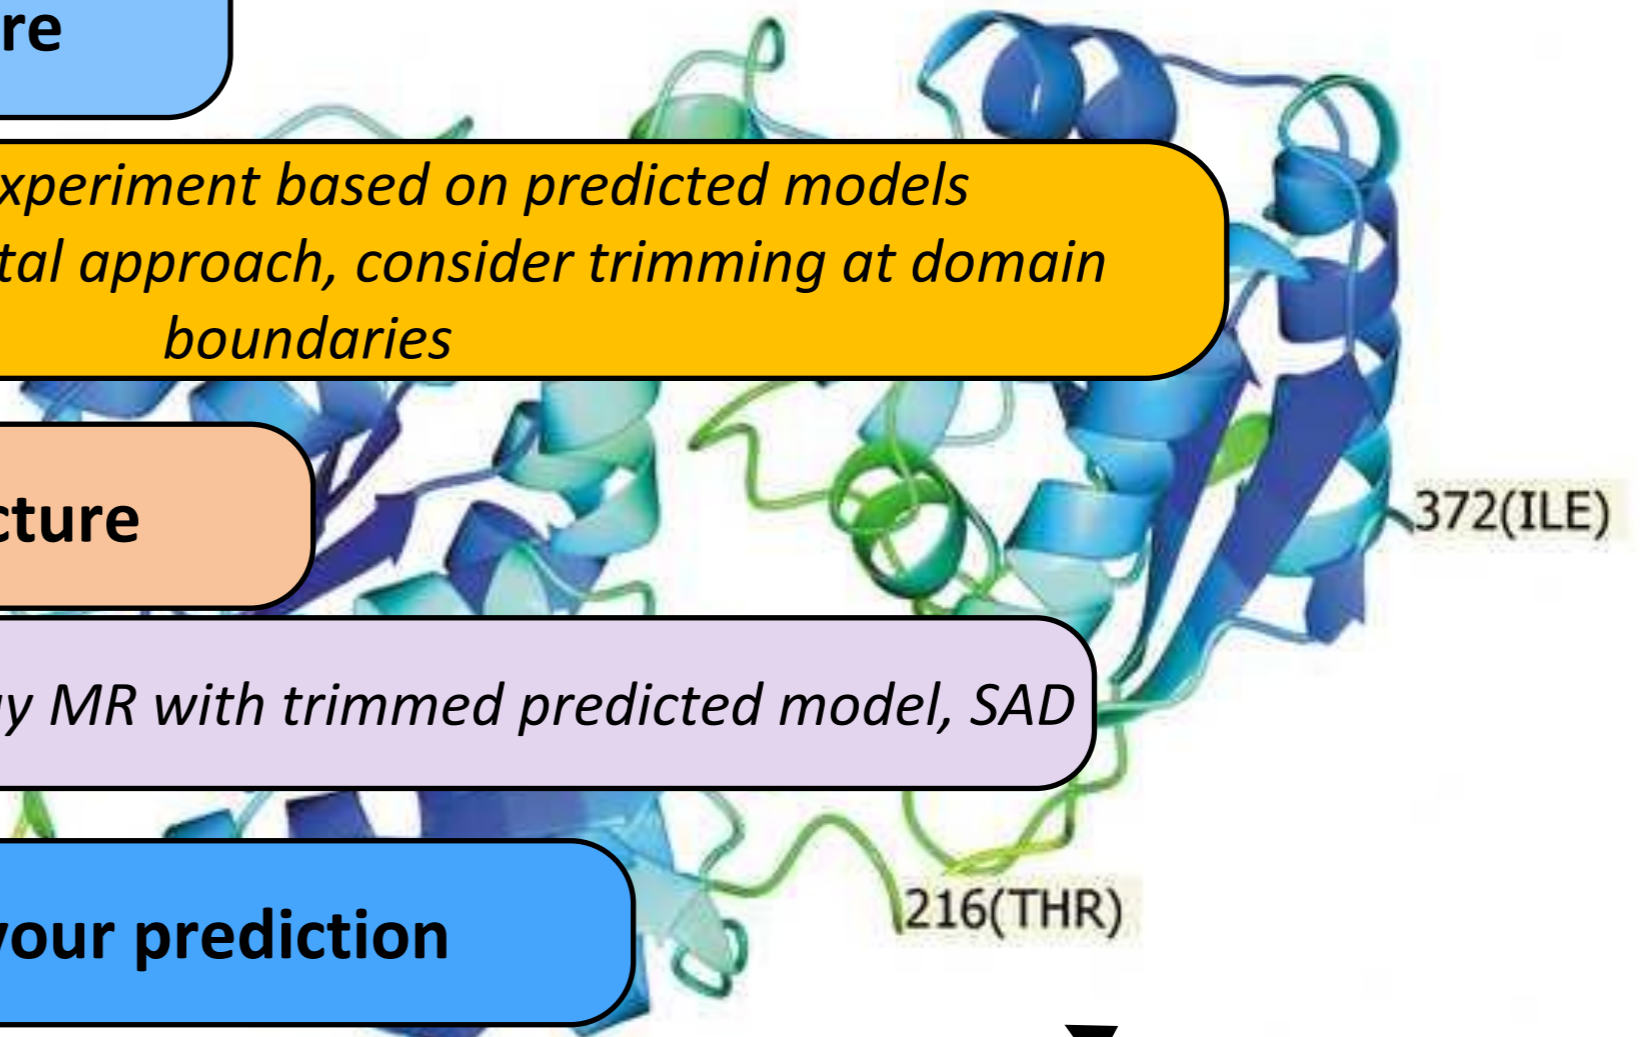 re
xperiment based on predicted models
tal approach, consider trimming at domain
boundaries
cture
372(ILE)
y MR with trimmed predicted model, SAD
216(THR)
your prediction